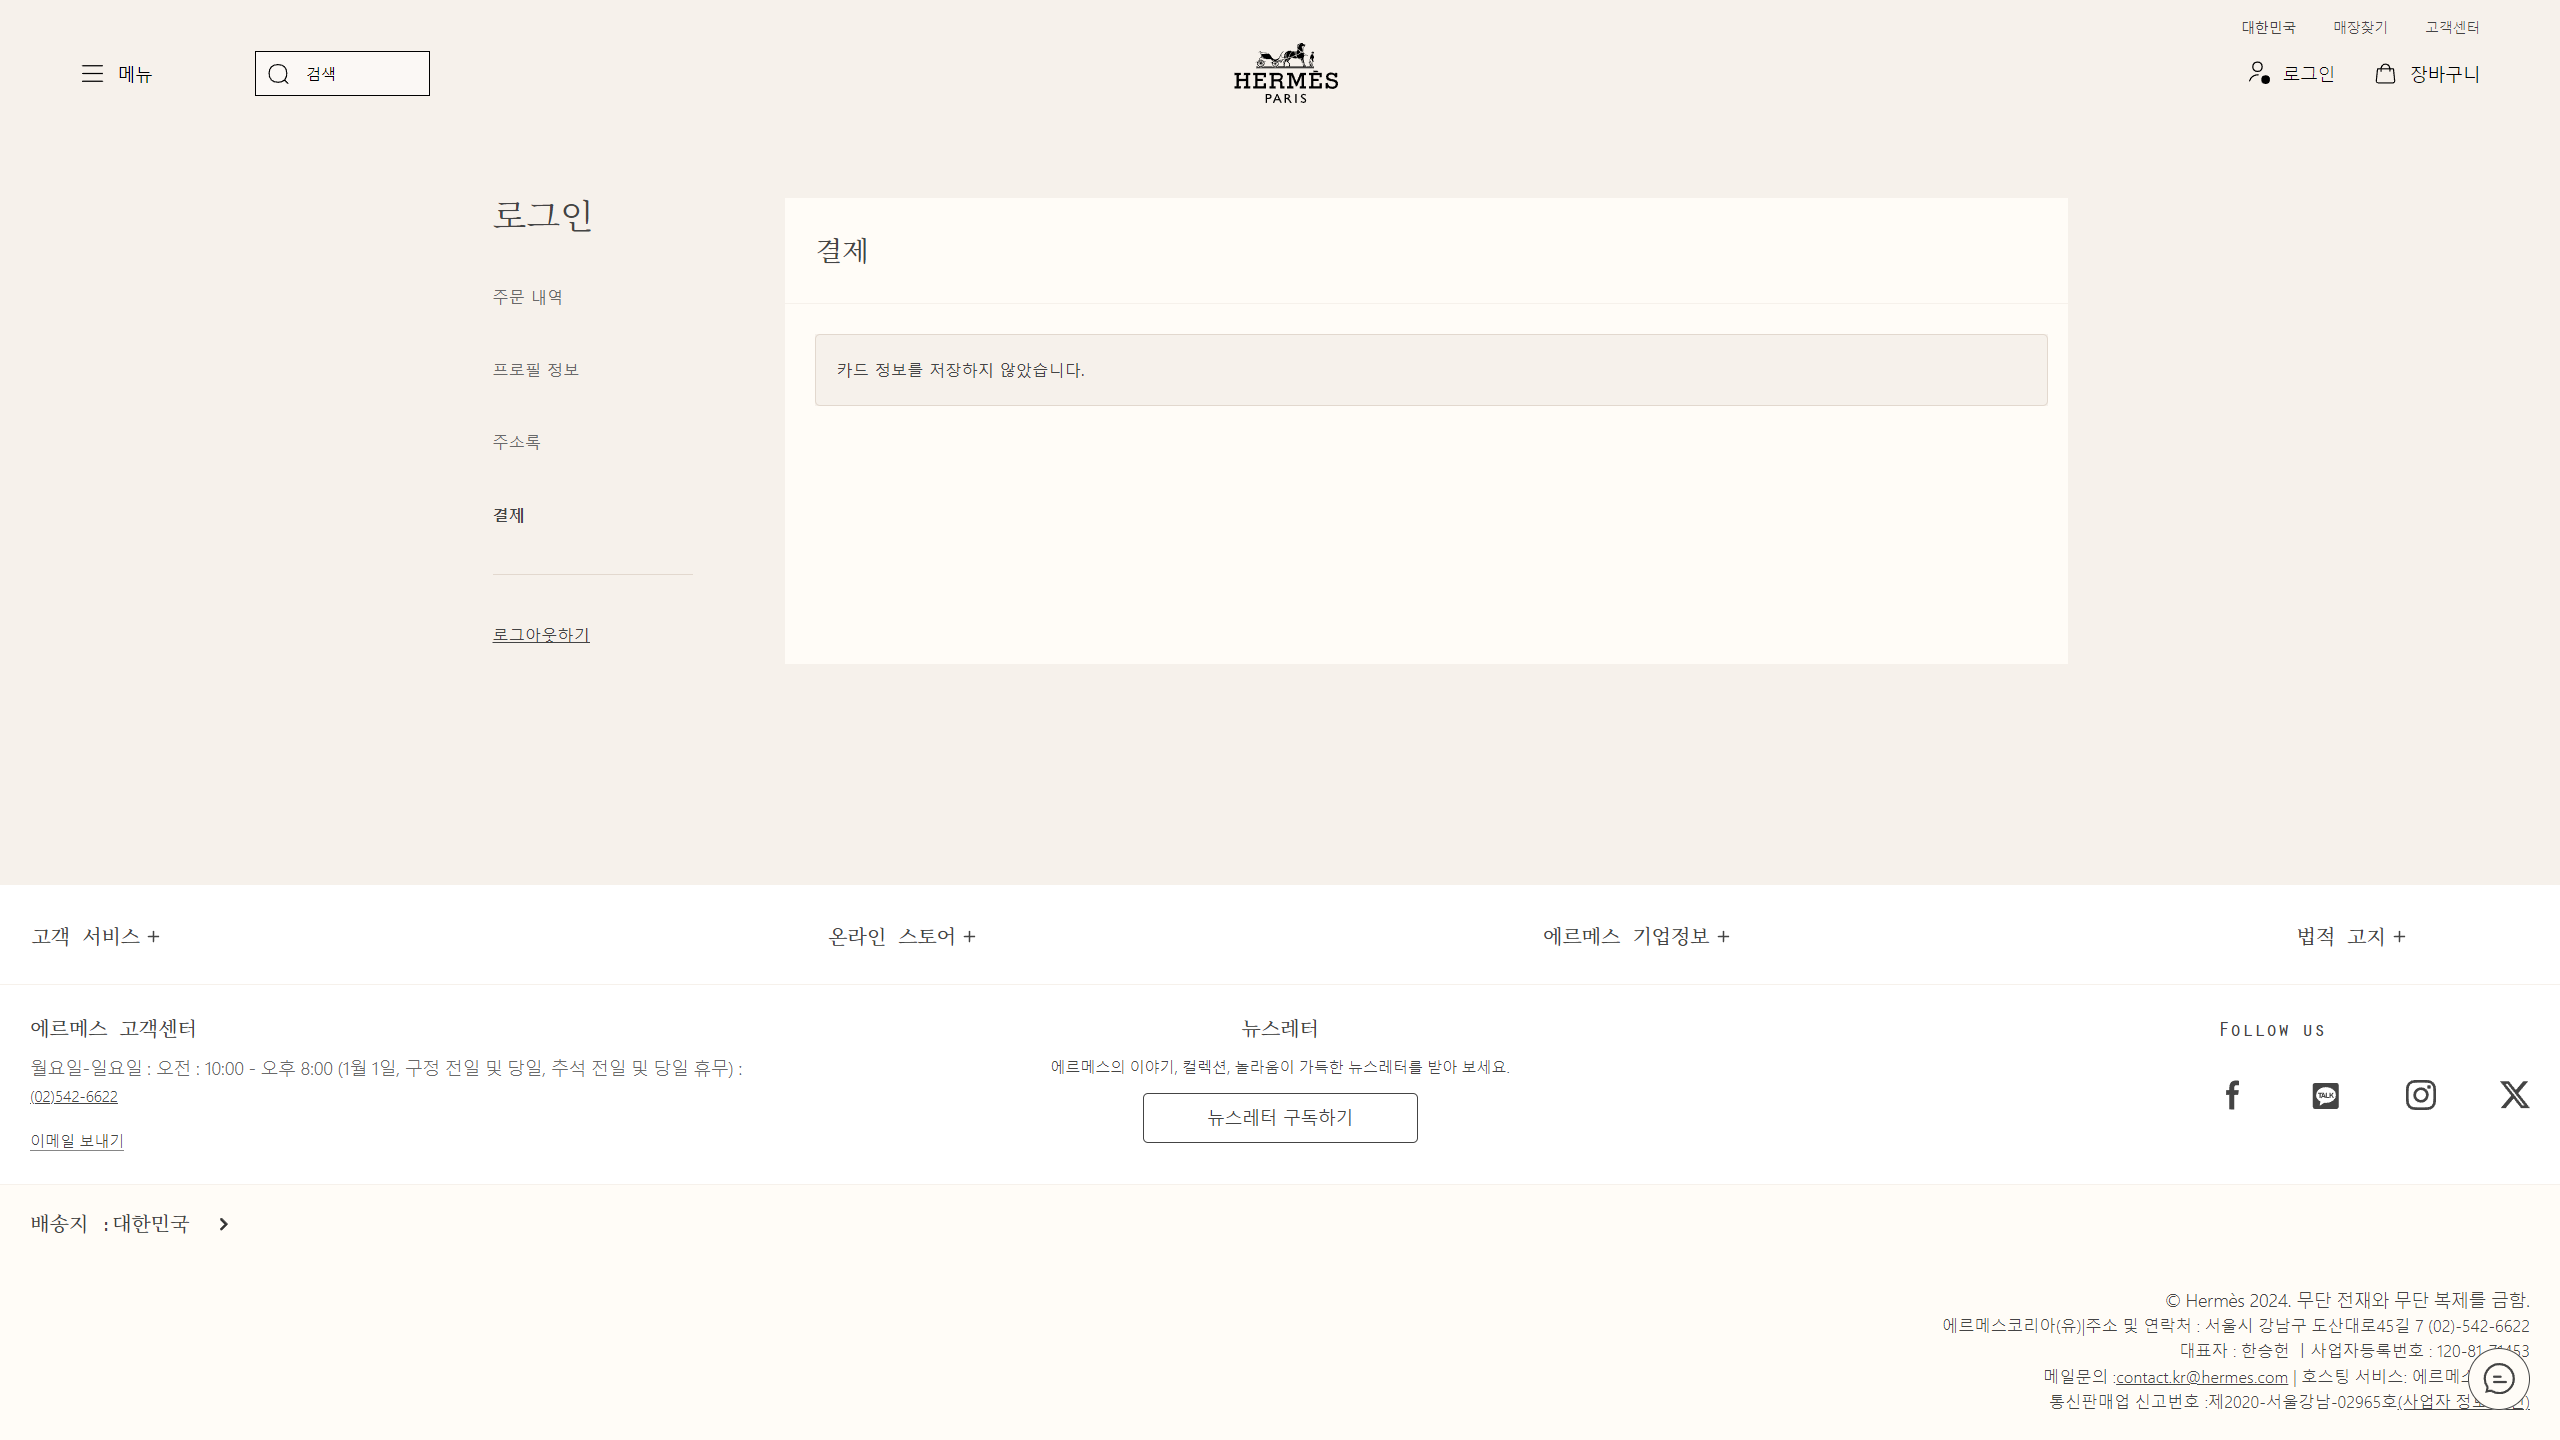 대한민국 매장찾기 고객센터
메뉴 검색 HERMÈS PARIS 로그인 장바구니
로그인
주문 내역
프로필 정보
주소록
결제
로그아웃하기
결제
카드 정보를 저장하지 않았습니다.
고객 서비스 + 온라인 스토어 + 에르메스 기업정보 + 법적 고지 +
에르메스 고객센터
월요일-일요일 : 오전 : 10:00 - 오후 8:00 (1월 1일, 구정 전일 및 당일, 추석 전일 및 당일 휴무) :
(02)542-6622
이메일 보내기
뉴스레터
에르메스의 이야기, 컬렉션, 놀라움이 가득한 뉴스레터를 받아 보세요.
뉴스레터 구독하기
Follow us
TALK
배송지 : 대한민국
© Hermès 2024. 무단 전재와 무단 복제를 금함.
에르메스코리아(유)|주소 및 연락처 : 서울시 강남구 도산대로45길 7 (02)-542-6622
대표자 : 한승헌 ㅣ사업자등록번호 : 120-81-
메일문의 :contact.kr@hermes.com | 호스팅 서비스:
통신판매업 신고번호 :제2020-서울강남-02965호(사업자